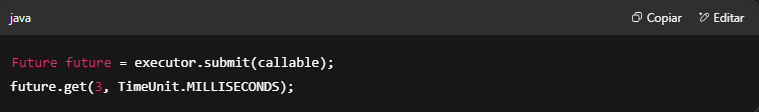 java
Copiar
Editar
Future future = executor.submit(callable);
future.get(3, TimeUnit.MILLISECONDS);